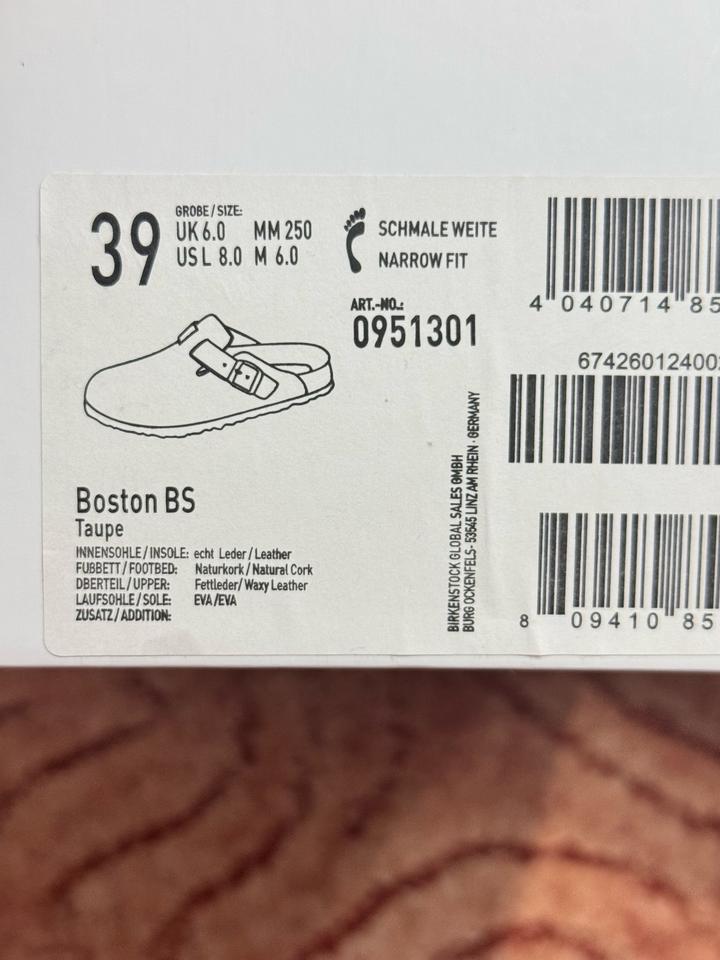 39
GROBE/SIZE:
UK 6.0 MM 250
US L 8.0 M 6.0
SCHMALE WEITE
NARROW FIT
ART.-NO.:
0951301
4 040714 85
67426012400
Boston BS
Taupe
INNENSOHLE/INSOLE: echt Leder/Leather
FUBBETT/FOOTBED: Naturkork/Natural Cork
DBERTEIL/UPPER: Fettleder/Waxy Leather
LAUFSOHLE/SOLE: EVA/EVA
ZUSATZ/ADDITION:
BIRKENSTOCK GLOBAL SALES GMBH
BURG OCKENFELS- 53545 LINZ AM RHEIN · GERMANY
8 09410 85